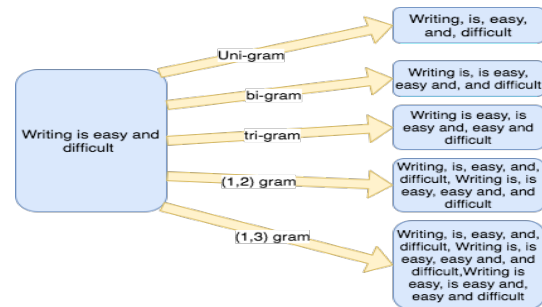 Writing is easy and
difficult
Uni-gram
bi-gram
tri-gram
(1,2) gram
(1,3) gram
Writing, is, easy,
and, difficult
Writing is, is easy,
easy and, and difficult
Writing is easy, is
easy and, easy and
difficult
Writing, is, easy, and,
difficult, Writing is, is
easy, easy and, and
difficult
Writing, is, easy, and,
difficult, Writing is, is
easy, easy and, and
difficult,Writing is
easy, is easy and,
easy and difficult